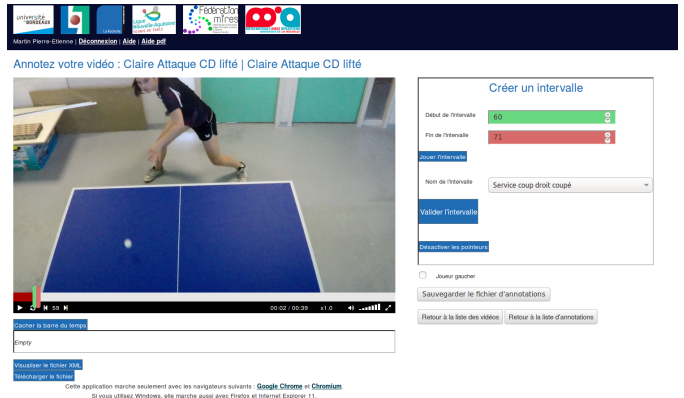 université
de BORDEAUX
La Rochelle
Ligue
Nouvelle-Aquitaine
Fédération
mires
Martin Pierre-Etienne | Déconnexion | Aide | Aide pdf
Annotez votre vidéo : Claire Attaque CD lifté | Claire Attaque CD lifté
Créer un intervalle
Début de l'intervalle
60
Fin de l'intervalle
71
Jouer l'intervalle
Nom de l'intervalle
Service coup droit coupé
Valider l'intervalle
Désactiver les pointeurs
Joueur gaucher
Sauvegarder le fichier d'annotations
Retour à la liste des vidéos
Retour à la liste d'annotations
59
00:02 / 00:39
x1.0
Cacher la barre du temps
Empty
Visualiser le fichier XML
Télécharger le fichier
Cette application marche seulement avec les navigateurs suivants : Google Chrome et Chromium.
Si vous utilisez Windows, elle marche aussi avec Firefox et Internet Explorer 11.